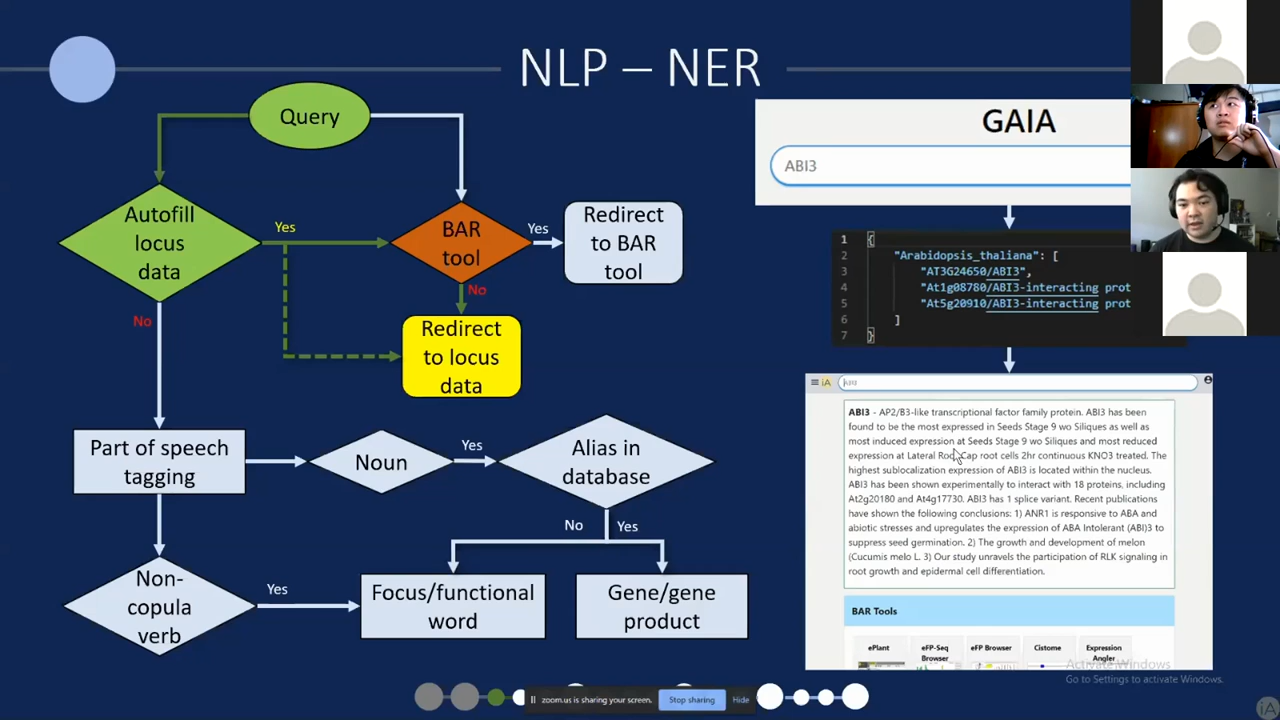 NLP – NER
Query
Autofill
locus
data
Yes
BAR
tool
Yes
Redirect
to BAR
tool
No
Redirect
to locus
data
No
Part of speech
tagging
Noun
Yes
Alias in
database
No
Yes
Non-
copula
verb
Yes
Focus/functional
word
Gene/gene
product
GAIA
ABI3
1 {
2 "Arabidopsis_thaliana": [
3 "AT3G24650/ABI3",
4 "At1g08780/ABI3-interacting prot
5 "At5g20910/ABI3-interacting prot
6 ]
7 }
iA
ABI3 - AP2/B3-like transcriptional factor family protein. ABI3 has been
found to be the most expressed in Seeds Stage 9 wo Siliques as well as
most induced expression at Seeds Stage 9 wo Siliques and most reduced
expression at Lateral Root Cap root cells 2hr continuous KNO3 treated. The
highest sublocalization expression of ABI3 is located within the nucleus.
ABI3 has been shown experimentally to interact with 18 proteins, including
At2g20180 and At4g17730. ABI3 has 1 splice variant. Recent publications
have shown the following conclusions: 1) ANR1 is responsive to ABA and
abiotic stresses and upregulates the expression of ABA Intolerant (ABI)3 to
suppress seed germination. 2) The growth and development of melon
(Cucumis melo L. 3) Our study unravels the participation of RLK signaling in
root growth and epidermal cell differentiation.
BAR Tools
ePlant
eFP-Seq
Browser
eFP Browser
Cistome
Expression
Angler
Activate Windows
Go to Settings to activate Windows.
zoom.us is sharing your screen.
Stop sharing
Hide
iA